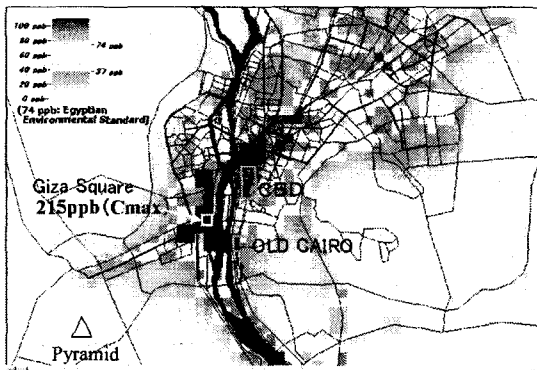 100 ppb
80 ppb
74 ppb
60 ppb
40 ppb
37 ppb
20 ppb
0 ppb
(74 ppb: Egyptian
Environmental Standard)
Giza Square
215ppb(Cmax)
CBD
OLD CAIRO
Pyramid